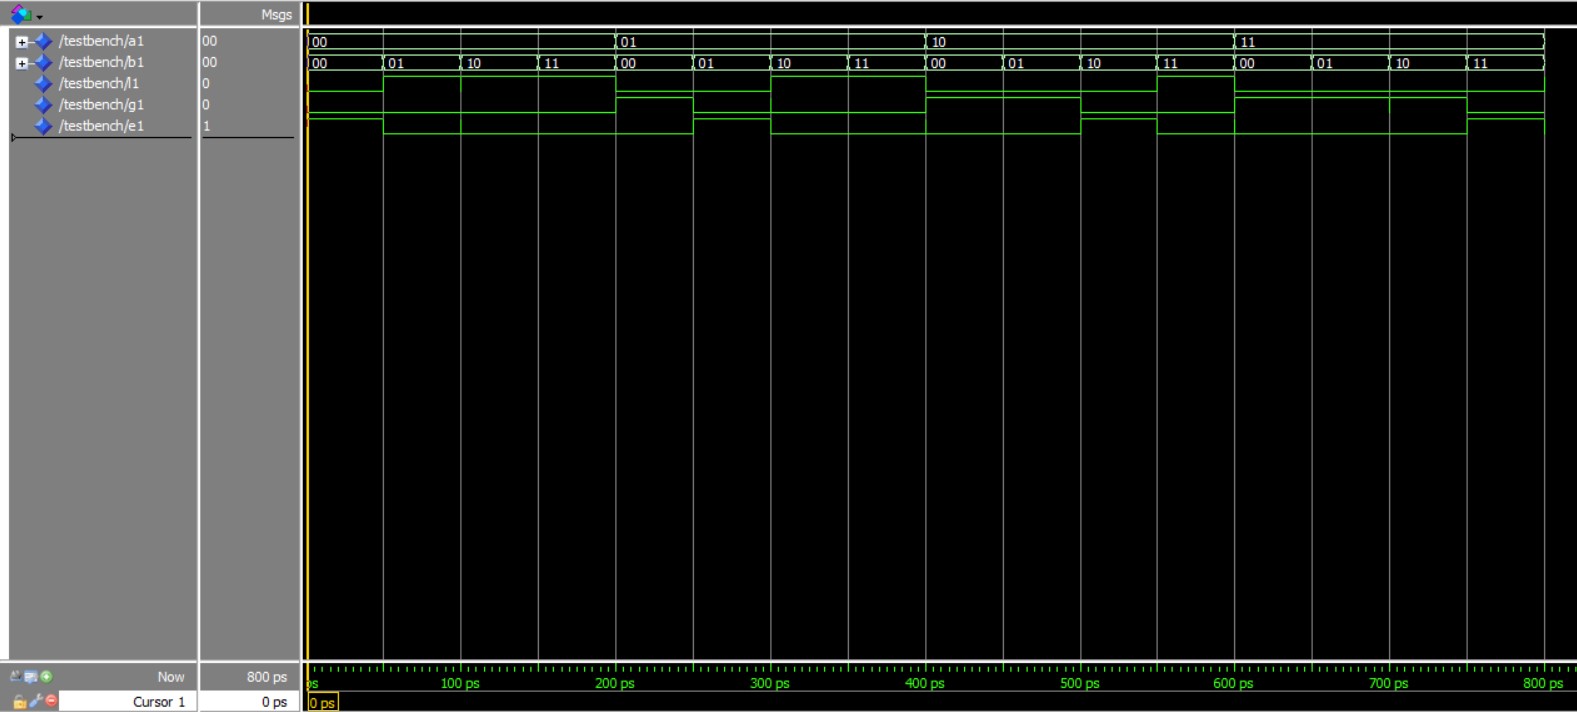 Msgs
/testbench/a1 00 00 01 10 11
/testbench/b1 00 00 01 10 11 00 01 10 11 00 01 10 11 00 01 10 11
/testbench/l1 0
/testbench/g1 0
/testbench/e1 1
Now 800 ps ps 100 ps 200 ps 300 ps 400 ps 500 ps 600 ps 700 ps 800 ps
Cursor 1 0 ps 0 ps